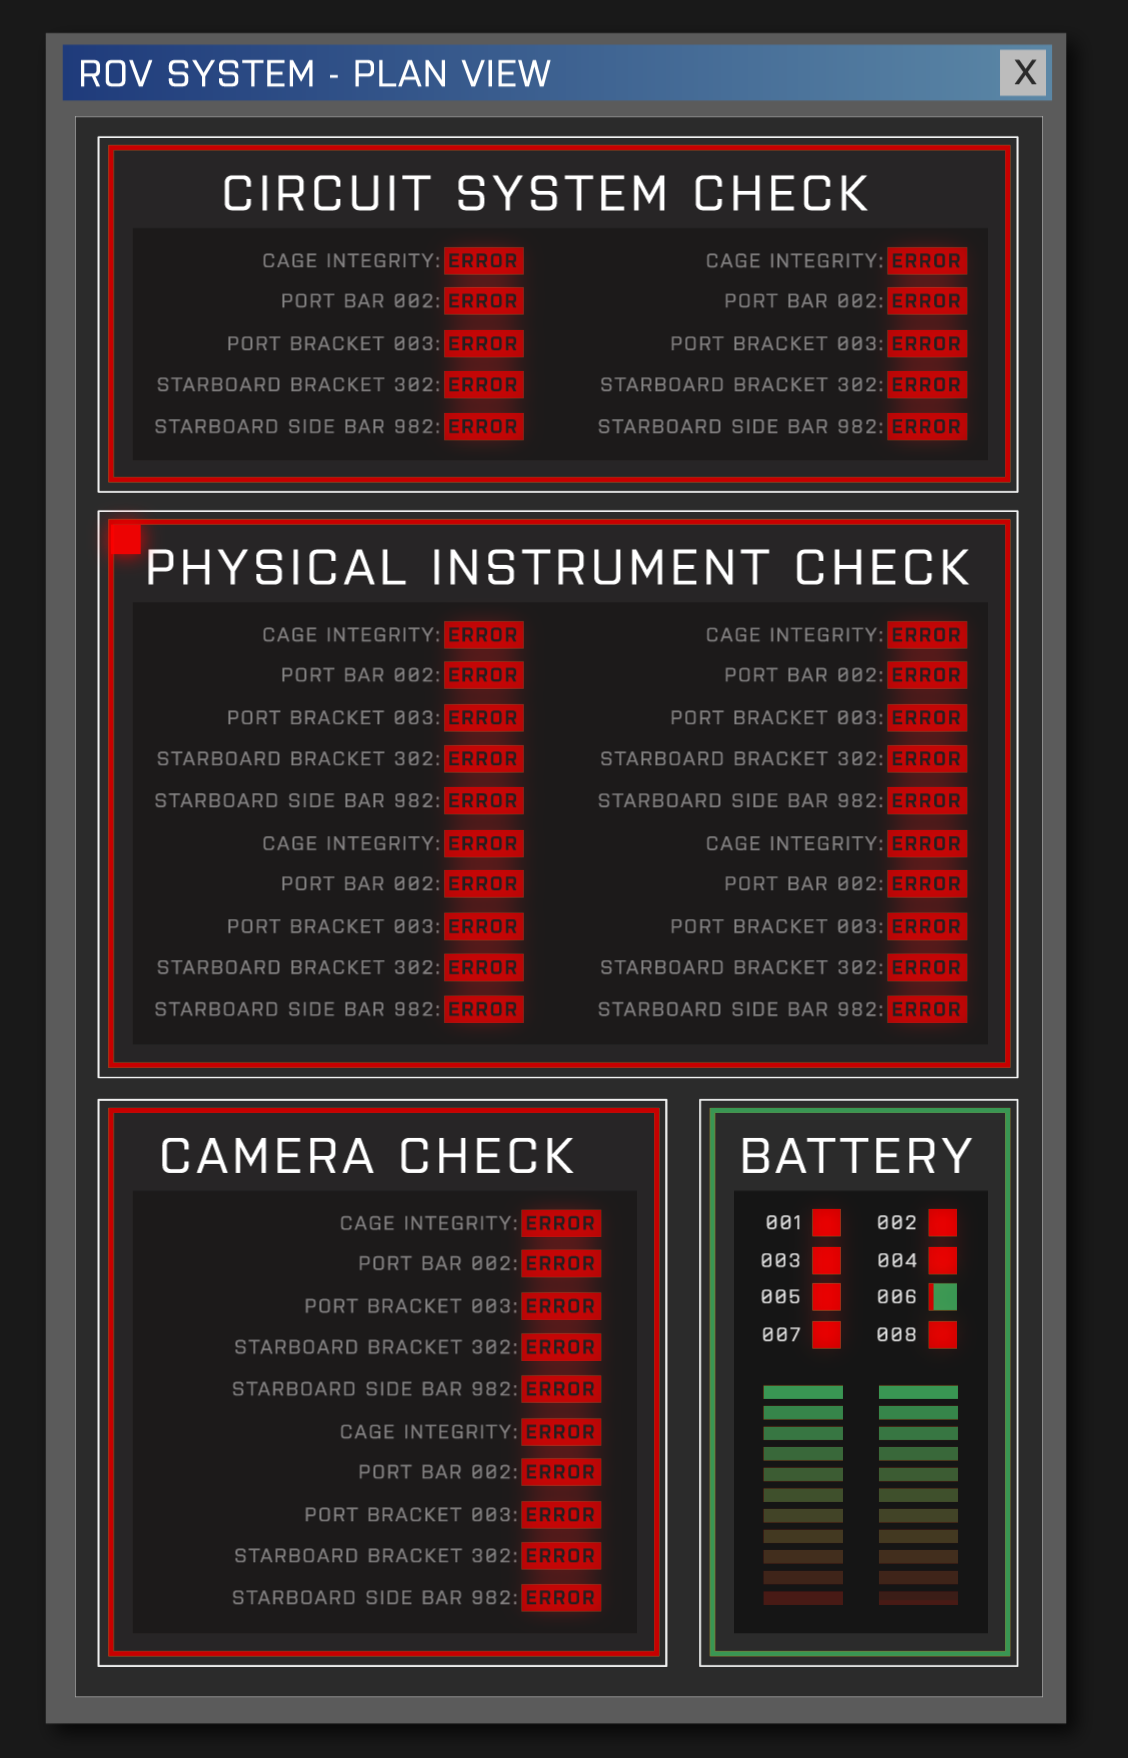 ROV SYSTEM - PLAN VIEW X
CIRCUIT SYSTEM CHECK
CAGE INTEGRITY: ERROR CAGE INTEGRITY: ERROR
PORT BAR 002: ERROR PORT BAR 002: ERROR
PORT BRACKET 003: ERROR PORT BRACKET 003: ERROR
STARBOARD BRACKET 302: ERROR STARBOARD BRACKET 302: ERROR
STARBOARD SIDE BAR 982: ERROR STARBOARD SIDE BAR 982: ERROR
PHYSICAL INSTRUMENT CHECK
CAGE INTEGRITY: ERROR CAGE INTEGRITY: ERROR
PORT BAR 002: ERROR PORT BAR 002: ERROR
PORT BRACKET 003: ERROR PORT BRACKET 003: ERROR
STARBOARD BRACKET 302: ERROR STARBOARD BRACKET 302: ERROR
STARBOARD SIDE BAR 982: ERROR STARBOARD SIDE BAR 982: ERROR
CAGE INTEGRITY: ERROR CAGE INTEGRITY: ERROR
PORT BAR 002: ERROR PORT BAR 002: ERROR
PORT BRACKET 003: ERROR PORT BRACKET 003: ERROR
STARBOARD BRACKET 302: ERROR STARBOARD BRACKET 302: ERROR
STARBOARD SIDE BAR 982: ERROR STARBOARD SIDE BAR 982: ERROR
CAMERA CHECK
CAGE INTEGRITY: ERROR
PORT BAR 002: ERROR
PORT BRACKET 003: ERROR
STARBOARD BRACKET 302: ERROR
STARBOARD SIDE BAR 982: ERROR
CAGE INTEGRITY: ERROR
PORT BAR 002: ERROR
PORT BRACKET 003: ERROR
STARBOARD BRACKET 302: ERROR
STARBOARD SIDE BAR 982: ERROR
BATTERY
001 002
003 004
005 006
007 008